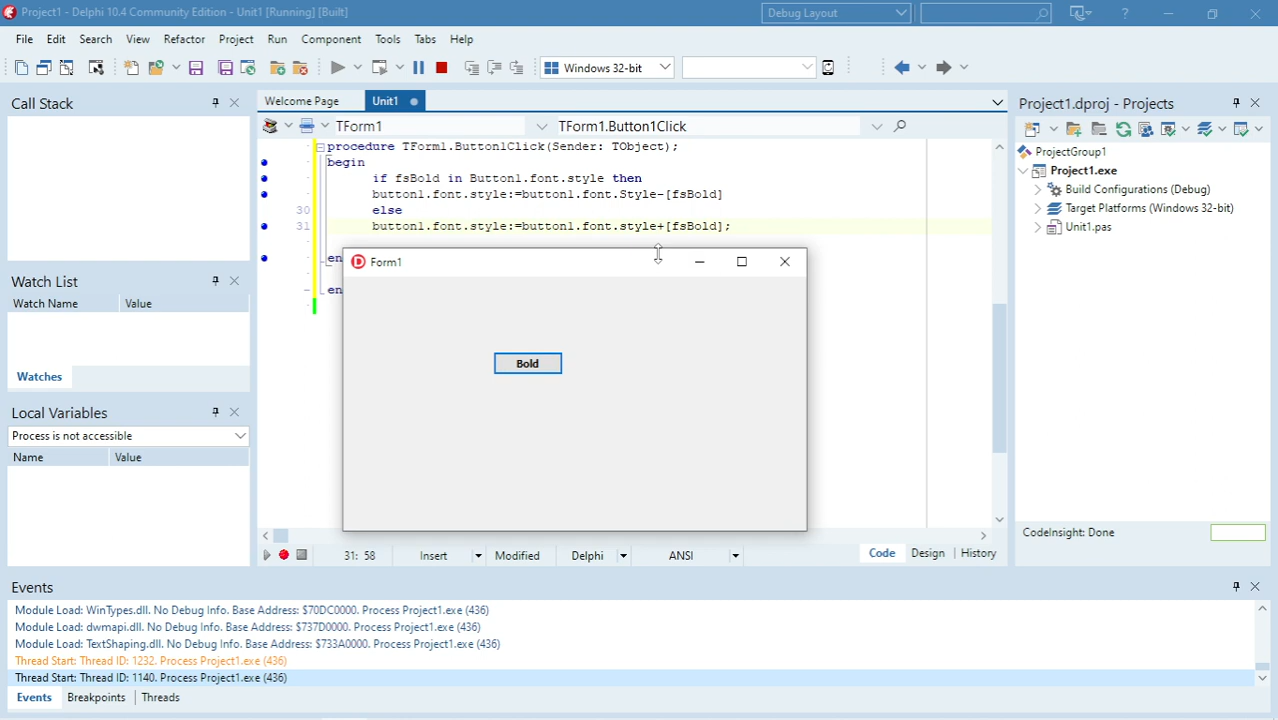 Project1 - Delphi 10.4 Community Edition - Unit1 [Running] [Built]
Debug Layout
?
File Edit Search View Refactor Project Run Component Tools Tabs Help
Windows 32-bit
Call Stack
Welcome Page
Unit1
Project1.dproj - Projects
TForm1
TForm1.Button1Click
procedure TForm1.Button1Click(Sender: TObject);
begin
if fsBold in Button1.font.style then
button1.font.style:=button1.font.Style-[fsBold]
30 else
31 button1.font.style:=button1.font.style+[fsBold];
en
en
Form1
Bold
ProjectGroup1
Project1.exe
Build Configurations (Debug)
Target Platforms (Windows 32-bit)
Unit1.pas
Watch List
Watch Name Value
Watches
Local Variables
Process is not accessible
Name Value
CodeInsight: Done
31: 58 Insert Modified Delphi ANSI Code Design History
Events
Module Load: WinTypes.dll. No Debug Info. Base Address: $70DC0000. Process Project1.exe (436)
Module Load: dwmapi.dll. No Debug Info. Base Address: $737D0000. Process Project1.exe (436)
Module Load: TextShaping.dll. No Debug Info. Base Address: $733A0000. Process Project1.exe (436)
Thread Start: Thread ID: 1232. Process Project1.exe (436)
Thread Start: Thread ID: 1140. Process Project1.exe (436)
Events Breakpoints Threads